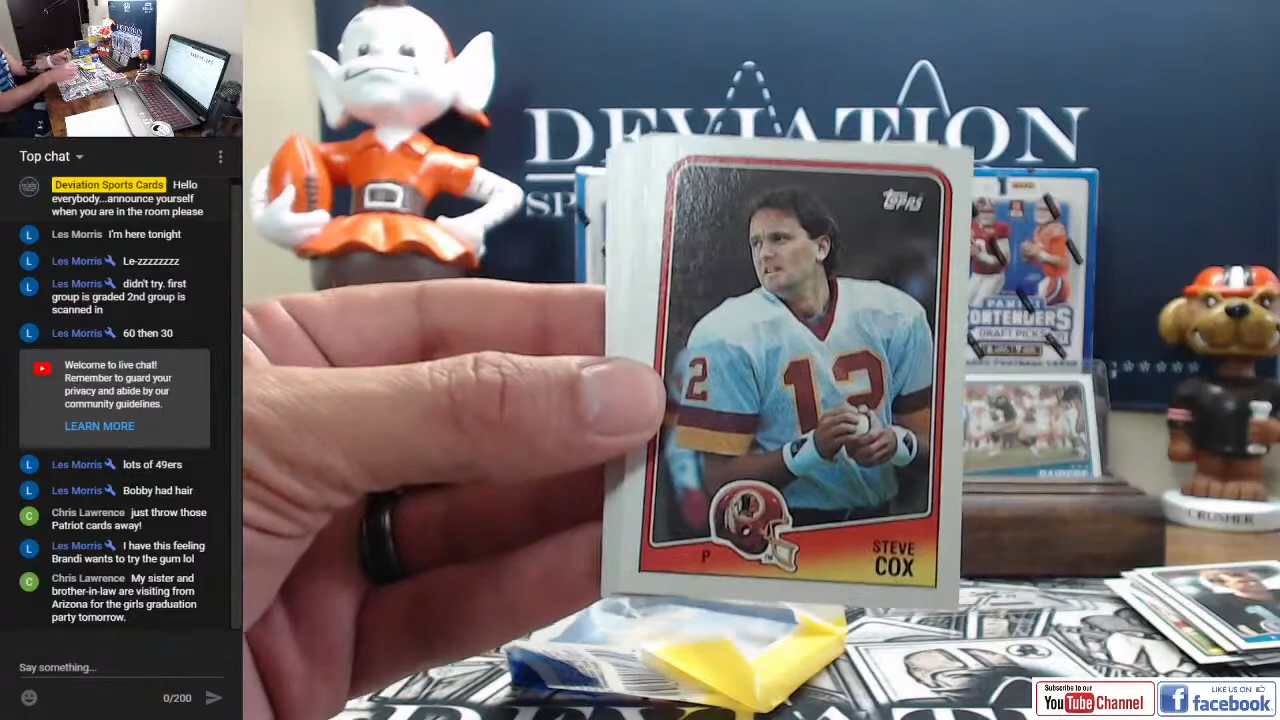 Top chat
Deviation Sports Cards Hello
everybody...announce yourself
when you are in the room please
L Les Morris I'm here tonight
L Les Morris Le-zzzzzzzz
L Les Morris didn't try. first
group is graded 2nd group is
scanned in
L Les Morris 60 then 30
Welcome to live chat!
Remember to guard your
privacy and abide by our
community guidelines.
LEARN MORE
L Les Morris lots of 49ers
L Les Morris Bobby had hair
C Chris Lawrence just throw those
Patriot cards away!
L Les Morris I have this feeling
Brandi wants to try the gum lol
C Chris Lawrence My sister and
brother-in-law are visiting from
Arizona for the girls graduation
party tomorrow.
Say something...
0/200
DEVIATION
SP
TOPPS
2 12
P
STEVE
COX
PANINI
CONTENDERS
DRAFT PICKS
RAIDERS
CRUSHER
DEVIATION
Subscribe to our
YouTube Channel
LIKE US ON
facebook